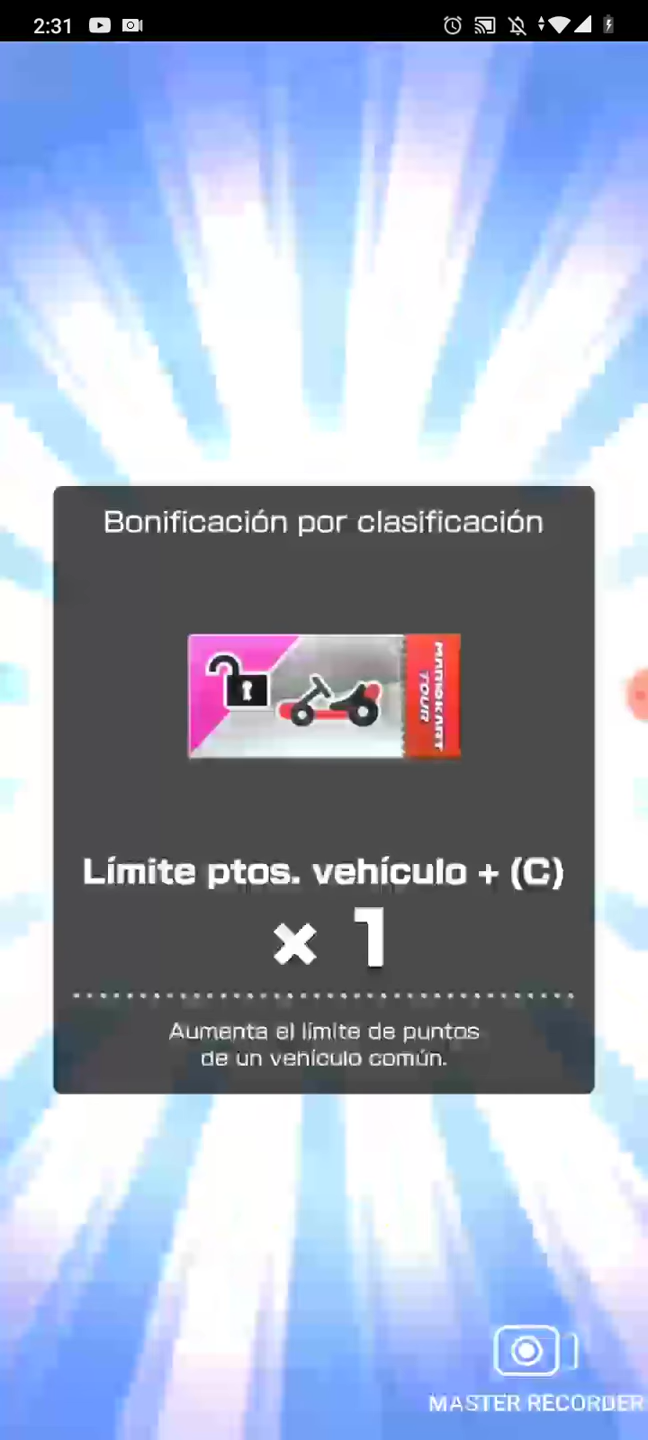 2:31
Bonificación por clasificación
MARIOKART
TOUR
Límite ptos. vehículo + (C)
× 1
Aumenta el límite de puntos
de un vehículo común.
MASTER RECORDER